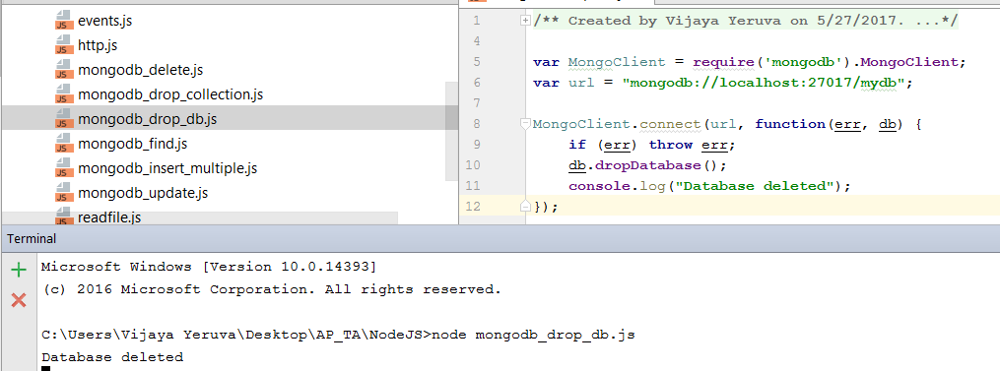 events.js
http.js
mongodb_delete.js
mongodb_drop_collection.js
mongodb_drop_db.js
mongodb_find.js
mongodb_insert_multiple.js
mongodb_update.js
readfile.js
1 /** Created by Vijaya Yeruva on 5/27/2017. ...*/
4
5 var MongoClient = require('mongodb').MongoClient;
6 var url = "mongodb://localhost:27017/mydb";
7
8 MongoClient.connect(url, function(err, db) {
9 if (err) throw err;
10 db.dropDatabase();
11 console.log("Database deleted");
12 });
Terminal
Microsoft Windows [Version 10.0.14393]
(c) 2016 Microsoft Corporation. All rights reserved.
C:\Users\Vijaya Yeruva\Desktop\AP_TA\NodeJS>node mongodb_drop_db.js
Database deleted